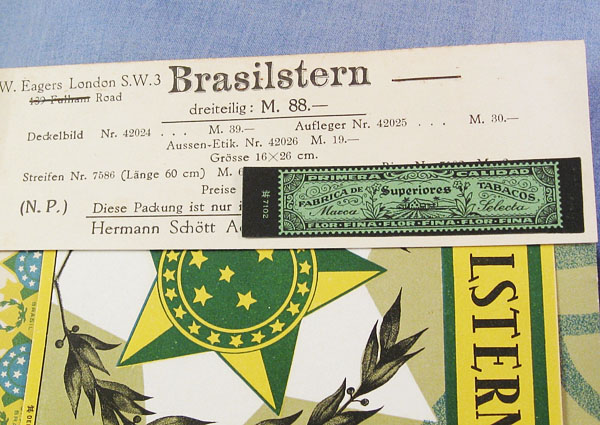 W. Eagers London S.W.3
139 Fulham Road
Brasilstern
dreiteilig: M. 88.—
Deckelbild Nr. 42024 . . . M. 39.— Aufleger Nr. 42025 . . . M. 30.—
Aussen-Etik. Nr. 42026 M. 19.—
Grösse 16×26 cm.
Streifen Nr. 7586 (Länge 60 cm) M.
Preise
(N. P.) Diese Packung ist nur
Hermann Schött
PRIMERA CALIDAD
FABRICA DE Superiores TABACOS
Marca Selecta
FLOR-FINA-FLOR-FINA-FLOR-FINA
7102
LSTERN